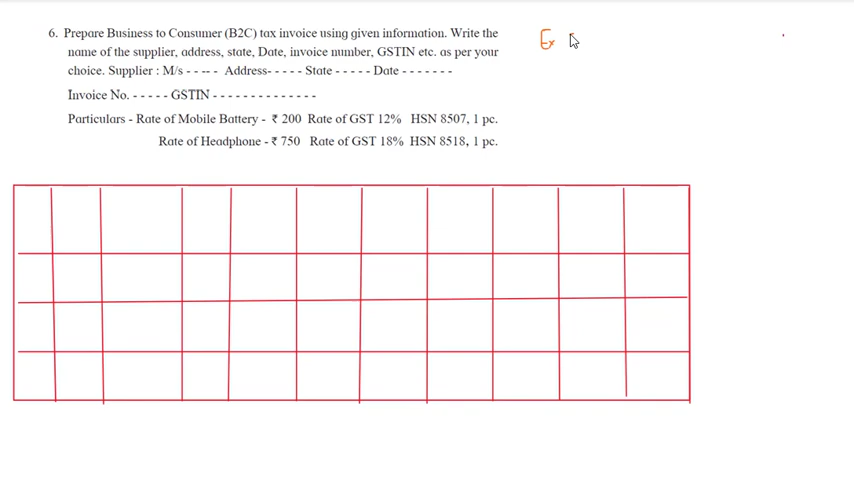 6. Prepare Business to Consumer (B2C) tax invoice using given information. Write the
name of the supplier, address, state, Date, invoice number, GSTIN etc. as per your
choice. Supplier : M/s - - -- - Address- - - - - State - - - - - Date - - - - - - -
Invoice No. - - - - - GSTIN - - - - - - - - - - - - - -
Particulars - Rate of Mobile Battery - ₹ 200 Rate of GST 12% HSN 8507, 1 pc.
Rate of Headphone - ₹ 750 Rate of GST 18% HSN 8518, 1 pc.
Ex